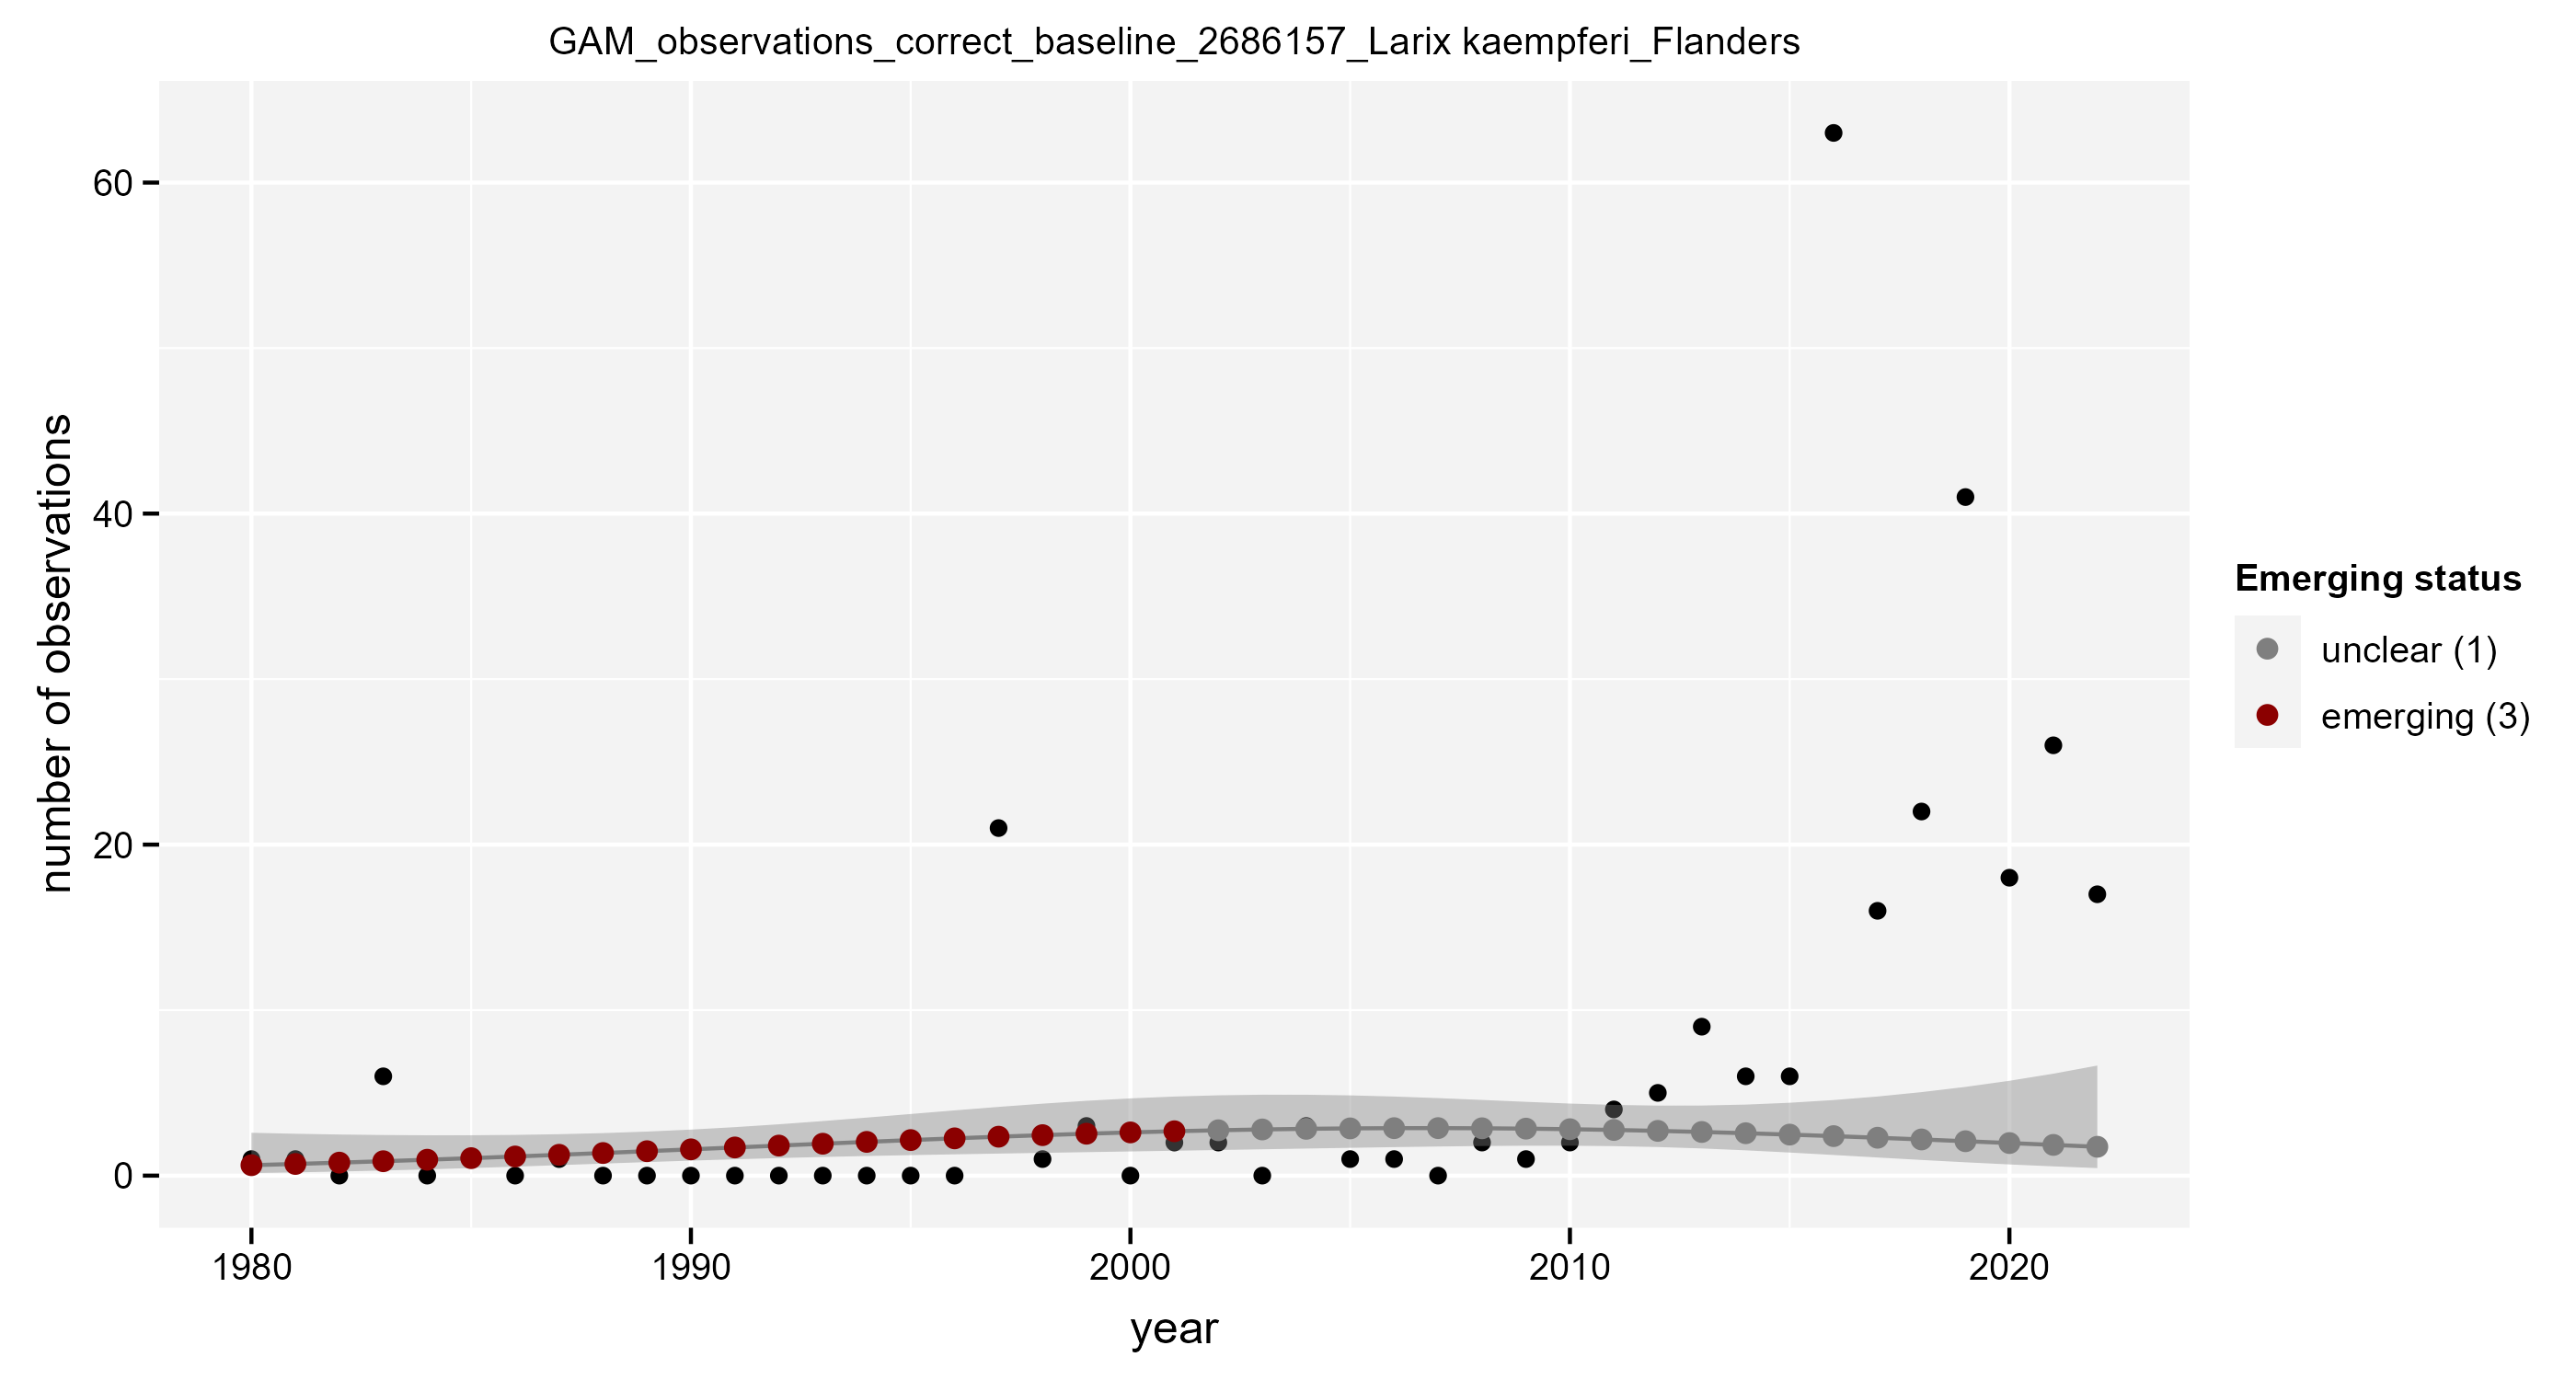 GAM_observations_correct_baseline_2686157_Larix kaempferi_Flanders
number of observations
60
40
20
0
1980
1990
2000
2010
2020
year
Emerging status
unclear (1)
emerging (3)